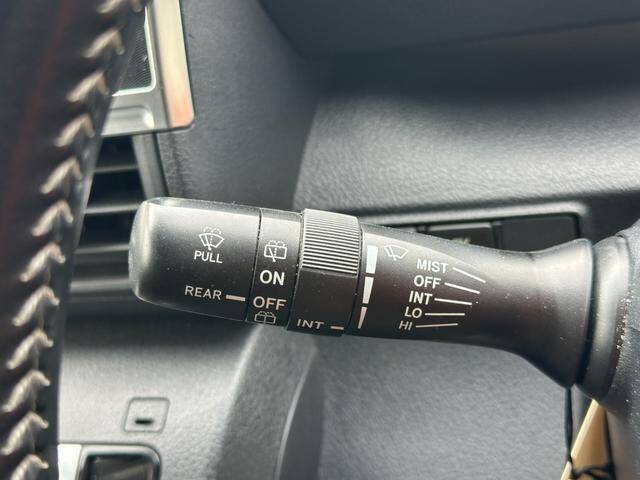 PULL
REAR
ON
OFF
INT
MIST
OFF
INT
LO
HI